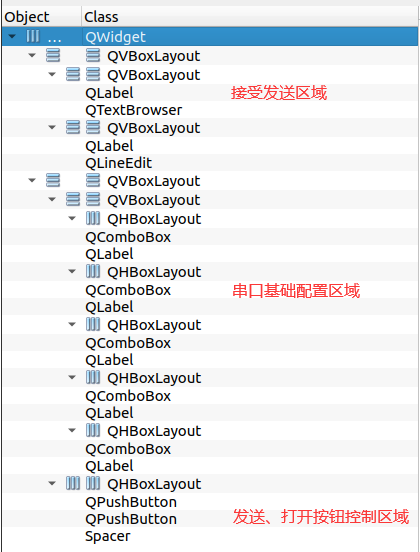 Object Class
... QWidget
QVBoxLayout
QVBoxLayout
QLabel 接受发送区域
QTextBrowser
QVBoxLayout
QLabel
QLineEdit
QVBoxLayout
QVBoxLayout
QHBoxLayout
QComboBox
QLabel
QHBoxLayout
QComboBox 串口基础配置区域
QLabel
QHBoxLayout
QComboBox
QLabel
QHBoxLayout
QComboBox
QLabel
QHBoxLayout
QComboBox
QLabel
QHBoxLayout
QPushButton
QPushButton 发送、打开按钮控制区域
Spacer